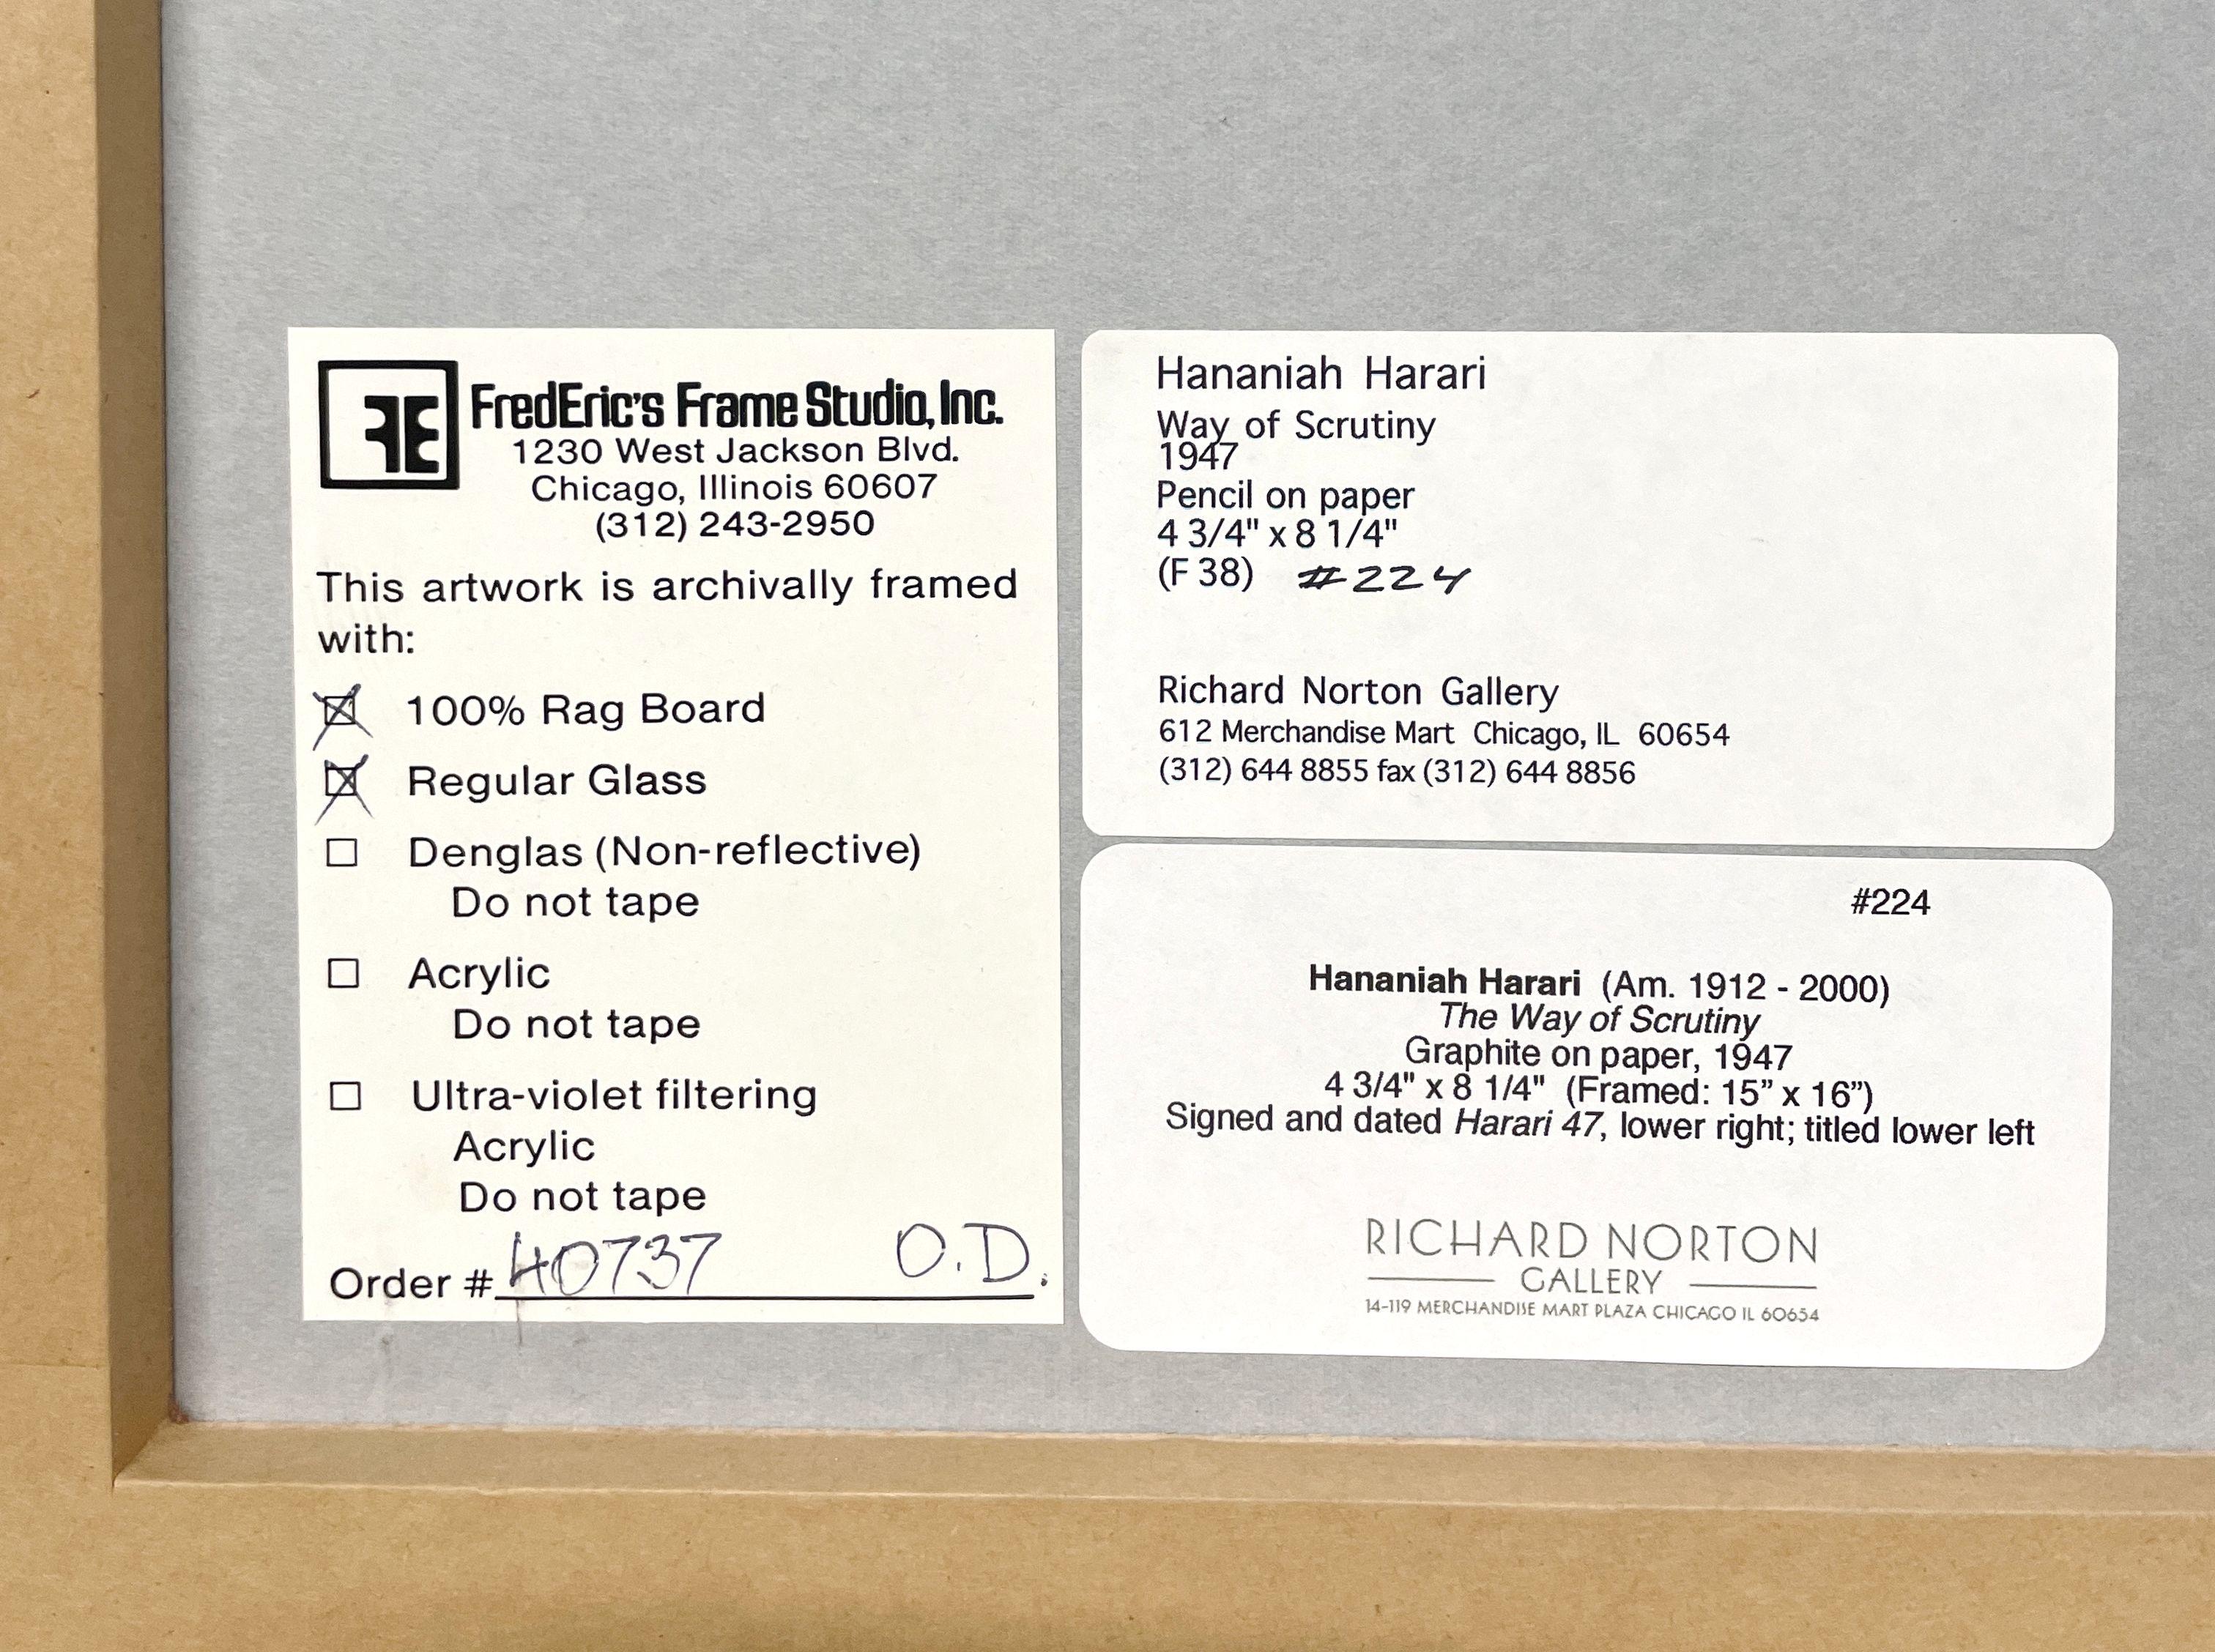 FE
FredEric's Frame Studio, Inc.
1230 West Jackson Blvd.
Chicago, Illinois 60607
(312) 243-2950
This artwork is archivally framed
with:
100% Rag Board
Regular Glass
Denglas (Non-reflective)
Do not tape
Acrylic
Do not tape
Ultra-violet filtering
Acrylic
Do not tape
Order # 40737 O.D.
Hananiah Harari
Way of Scrutiny
1947
Pencil on paper
4 3/4" x 8 1/4"
(F 38) #224
Richard Norton Gallery
612 Merchandise Mart Chicago, IL 60654
(312) 644 8855 fax (312) 644 8856
#224
Hananiah Harari (Am. 1912 - 2000)
The Way of Scrutiny
Graphite on paper, 1947
4 3/4" x 8 1/4" (Framed: 15” x 16”)
Signed and dated Harari 47, lower right; titled lower left
RICHARD NORTON
GALLERY
14-119 MERCHANDISE MART PLAZA CHICAGO IL 60654